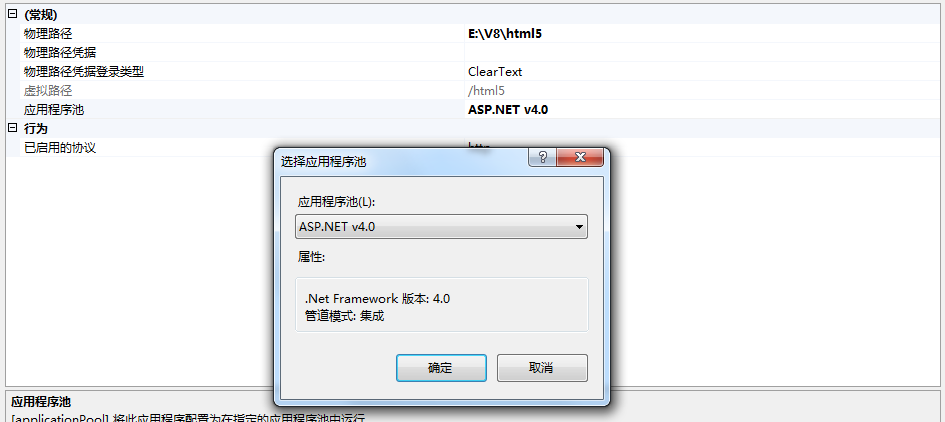 (常规)
物理路径 E:\V8\html5
物理路径凭据
物理路径凭据登录类型 ClearText
虚拟路径 /html5
应用程序池 ASP.NET v4.0
行为
已启用的协议 http
选择应用程序池
应用程序池(L):
ASP.NET v4.0
属性:
.Net Framework 版本: 4.0
管道模式: 集成
确定 取消
应用程序池
[applicationPool] 将此应用程序配置为在指定的应用程序池中运行